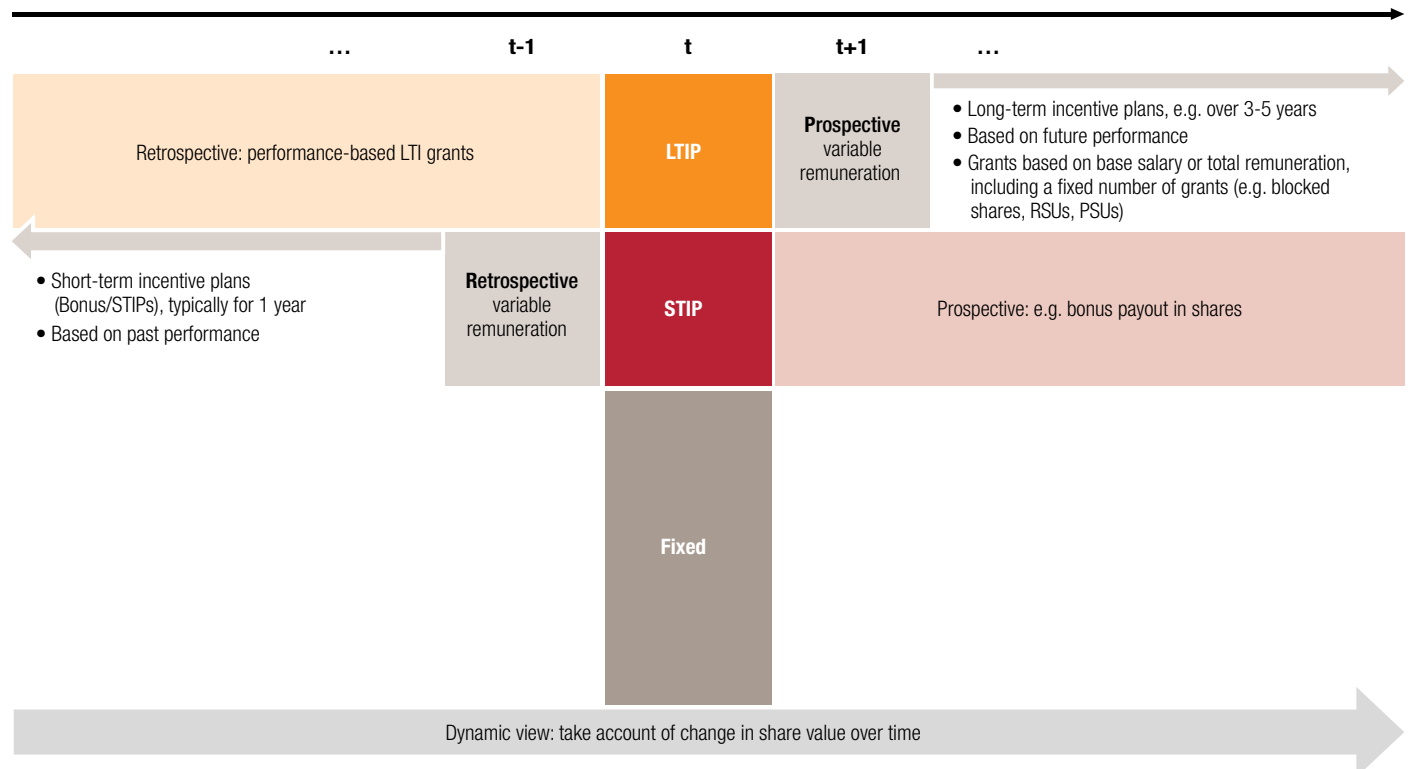 ... t-1 t t+1 ...
Retrospective: performance-based LTI grants
LTIP
Prospective
variable
remuneration
• Long-term incentive plans, e.g. over 3-5 years
• Based on future performance
• Grants based on base salary or total remuneration,
including a fixed number of grants (e.g. blocked
shares, RSUs, PSUs)
• Short-term incentive plans
(Bonus/STIPs), typically for 1 year
• Based on past performance
Retrospective
variable
remuneration
STIP
Prospective: e.g. bonus payout in shares
Fixed
Dynamic view: take account of change in share value over time